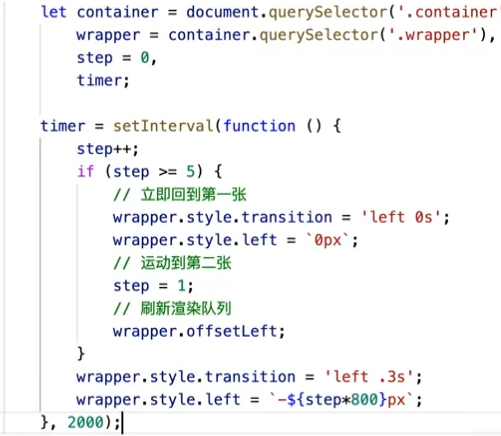 let container = document.querySelector('.container'
wrapper = container.querySelector('.wrapper'),
step = 0,
timer;
timer = setInterval(function () {
step++;
if (step >= 5) {
// 立即回到第一张
wrapper.style.transition = 'left 0s';
wrapper.style.left = `0px`;
// 运动到第二张
step = 1;
// 刷新渲染队列
wrapper.offsetLeft;
}
wrapper.style.transition = 'left .3s';
wrapper.style.left = `-${step*800}px`;
}, 2000);